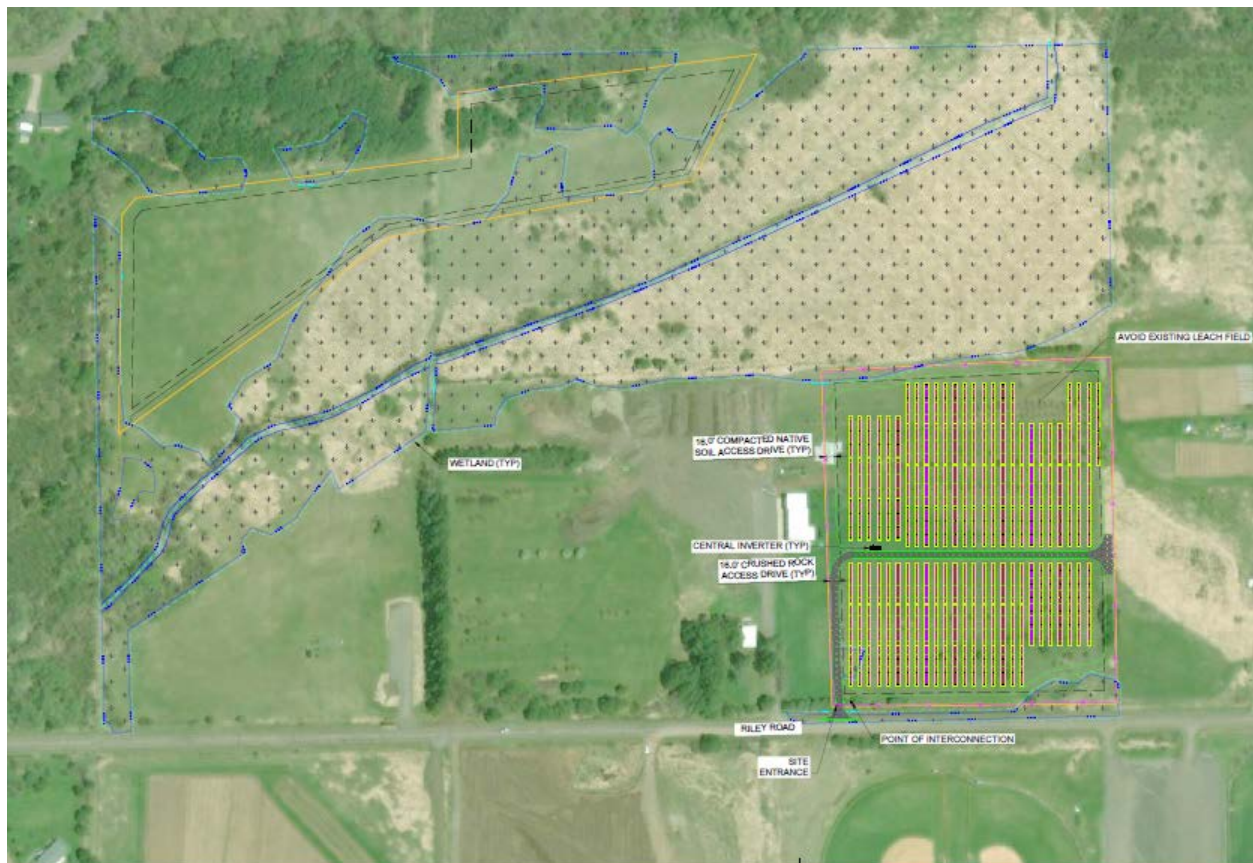 AVOID EXISTING LEACH FIELD
16.0' COMPACTED NATIVE
SOIL ACCESS DRIVE (TYP)
WETLAND (TYP)
CENTRAL INVERTER (TYP)
16.0' CRUSHED ROCK
ACCESS DRIVE (TYP)
RILEY ROAD
POINT OF INTERCONNECTION
SITE
ENTRANCE